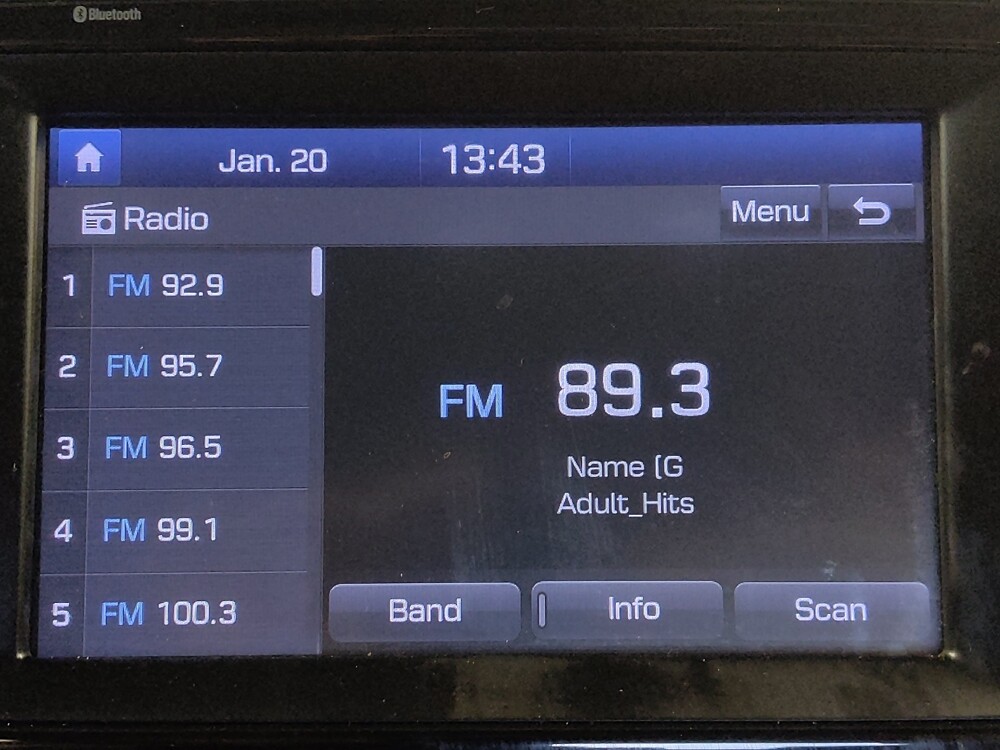 Bluetooth
Jan. 20 13:43
Radio Menu
1 FM 92.9
2 FM 95.7
3 FM 96.5
4 FM 99.1
5 FM 100.3
FM 89.3
Name (G
Adult_Hits
Band Info Scan